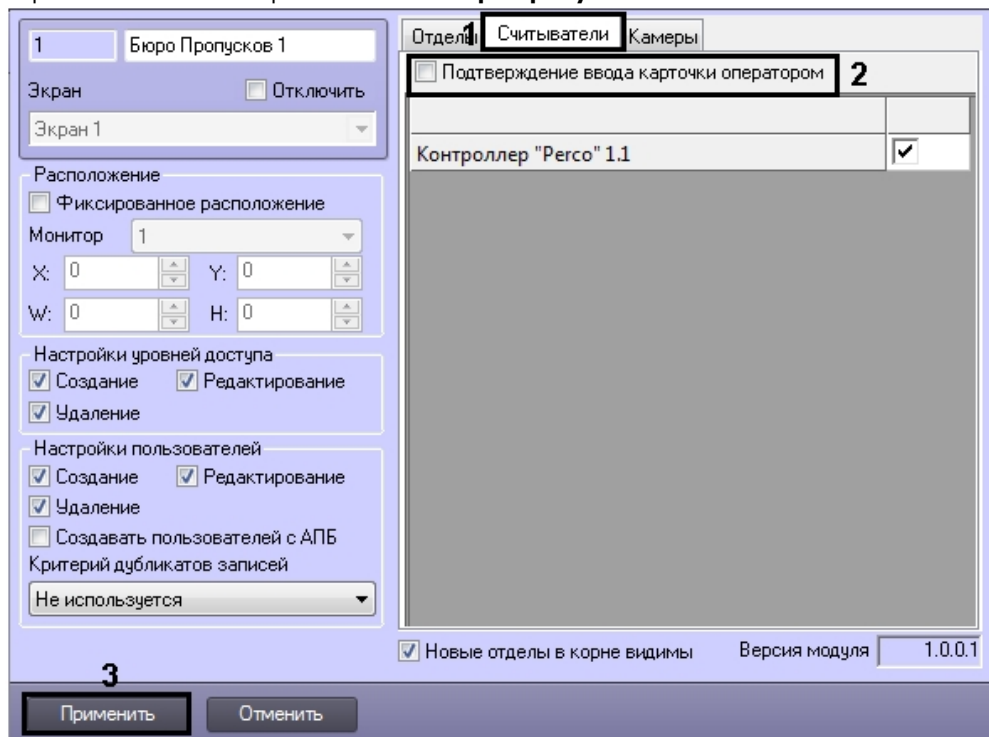 1 Бюро Пропусков 1
Экран Отключить
Экран 1
Расположение
Фиксированное расположение
Монитор 1
X: 0 Y: 0
W: 0 H: 0
Настройки уровней доступа
Создание Редактирование
Удаление
Настройки пользователей
Создание Редактирование
Удаление
Создавать пользователей с АПБ
Критерий дубликатов записей
Не используется
Отделы 1 Считыватели Камеры
Подтверждение ввода карточки оператором 2
Контроллер "Perco" 1.1
Новые отделы в корне видимы Версия модуля 1.0.0.1
3
Применить Отменить